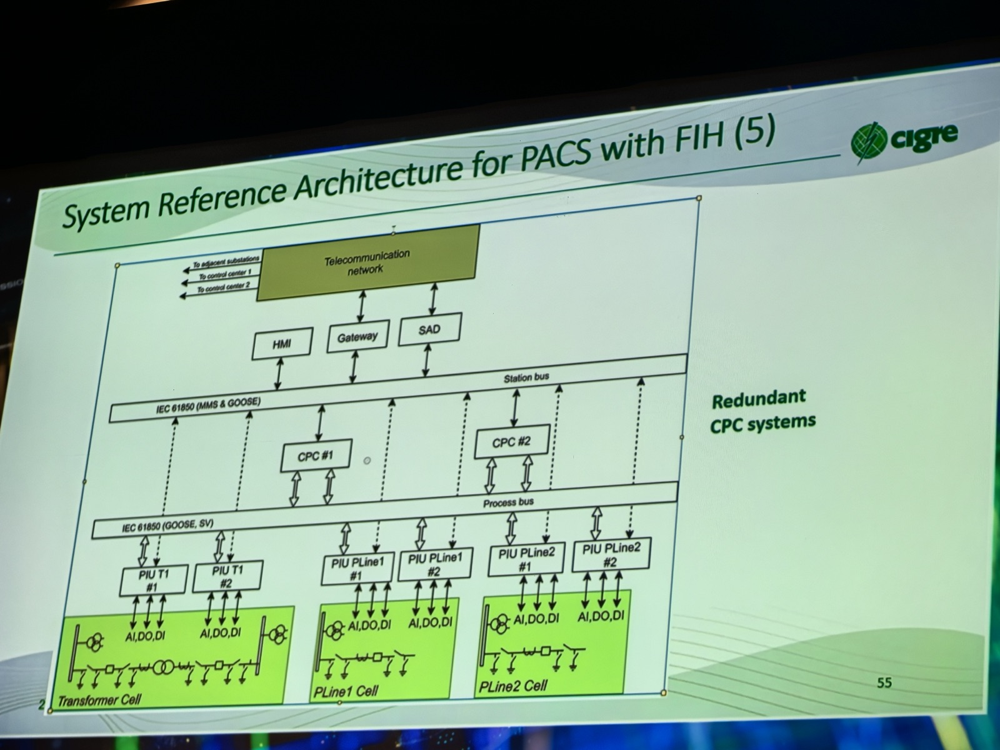 System Reference Architecture for PACS with FIH (5)
cigre
To adjacent substations
To control center 1
To control center 2
Telecommunication
network
HMI
Gateway
SAD
Station bus
IEC 61850 (MMS & GOOSE)
Redundant
CPC systems
CPC #1
CPC #2
Process bus
IEC 61850 (GOOSE, SV)
PIU T1
#1
PIU T1
#2
PIU PLine1
#1
PIU PLine1
#2
PIU PLine2
#1
PIU PLine2
#2
AI,DO,DI
AI,DO,DI
AI,DO,DI
AI,DO,DI
AI,DO,DI
AI,DO,DI
Transformer Cell
PLine1 Cell
PLine2 Cell
55
2